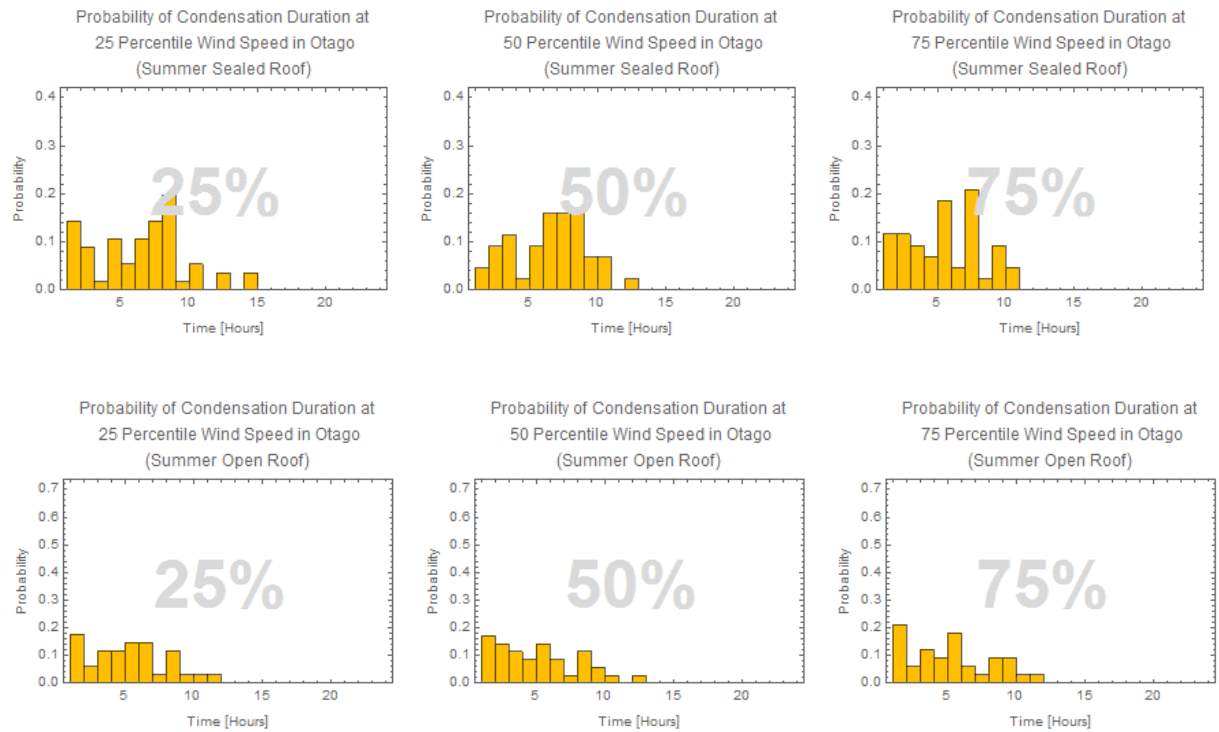 Probability of Condensation Duration at
25 Percentile Wind Speed in Otago
(Summer Sealed Roof)
0.4
0.3
0.2
0.1
0.0
Probability
25%
5 10 15 20
Time [Hours]
Probability of Condensation Duration at
50 Percentile Wind Speed in Otago
(Summer Sealed Roof)
0.4
0.3
0.2
0.1
0.0
Probability
50%
5 10 15 20
Time [Hours]
Probability of Condensation Duration at
75 Percentile Wind Speed in Otago
(Summer Sealed Roof)
0.4
0.3
0.2
0.1
0.0
Probability
75%
5 10 15 20
Time [Hours]
Probability of Condensation Duration at
25 Percentile Wind Speed in Otago
(Summer Open Roof)
0.7
0.6
0.5
0.4
0.3
0.2
0.1
0.0
Probability
25%
5 10 15 20
Time [Hours]
Probability of Condensation Duration at
50 Percentile Wind Speed in Otago
(Summer Open Roof)
0.7
0.6
0.5
0.4
0.3
0.2
0.1
0.0
Probability
50%
5 10 15 20
Time [Hours]
Probability of Condensation Duration at
75 Percentile Wind Speed in Otago
(Summer Open Roof)
0.7
0.6
0.5
0.4
0.3
0.2
0.1
0.0
Probability
75%
5 10 15 20
Time [Hours]